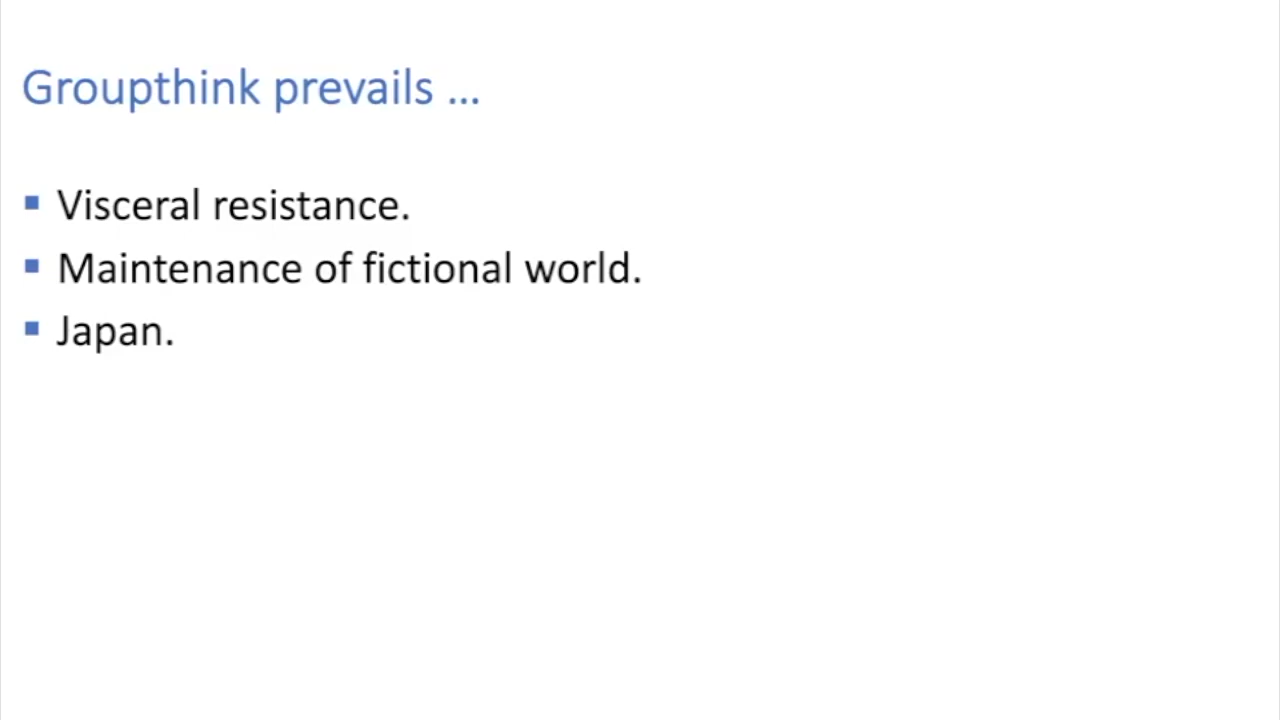 Groupthink prevails ...
▪ Visceral resistance.
▪ Maintenance of fictional world.
▪ Japan.